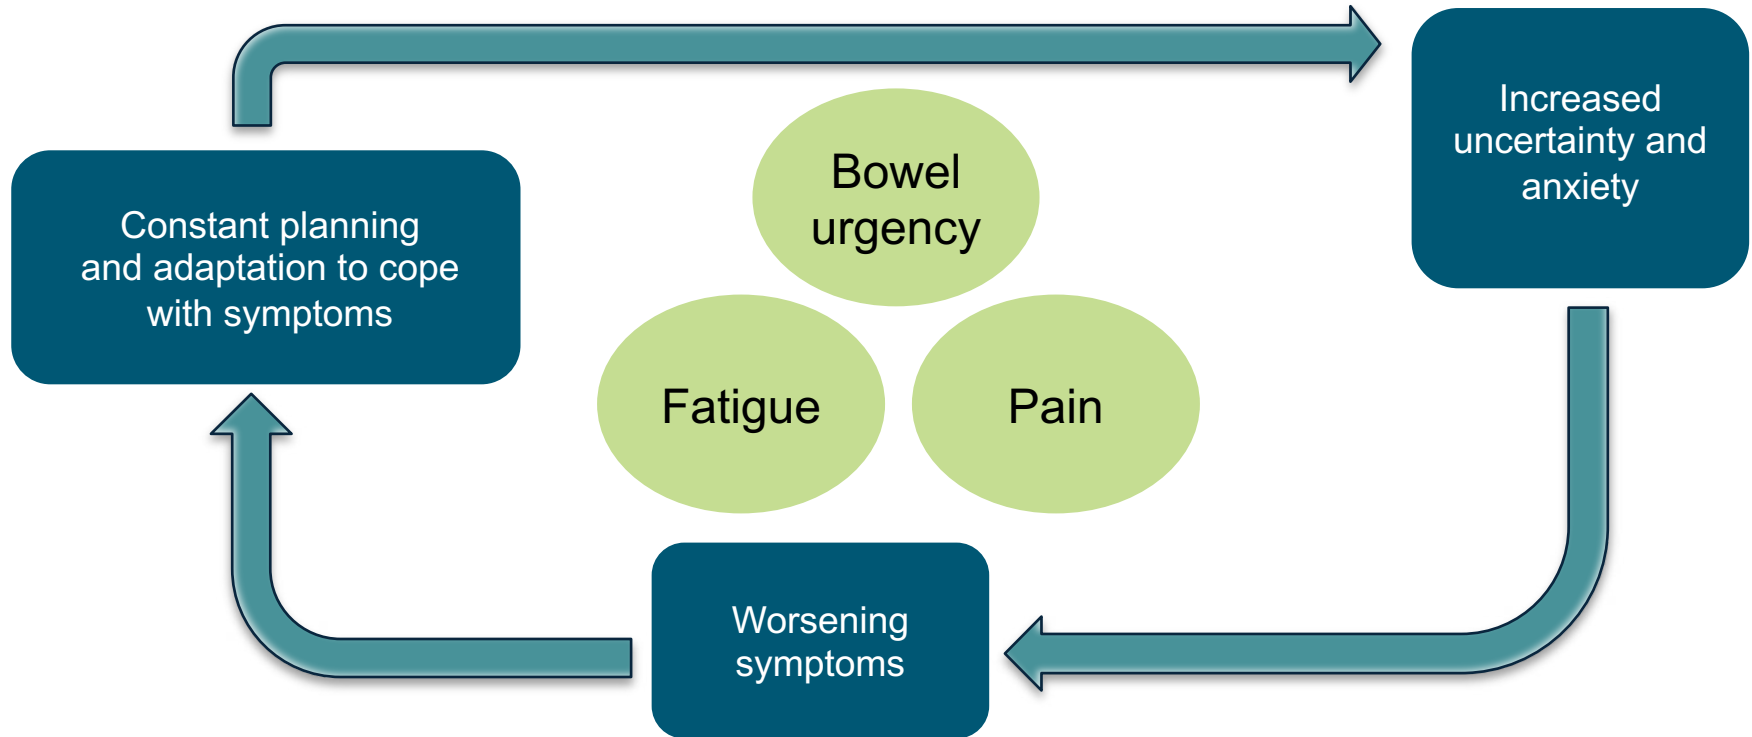 Constant planning
and adaptation to cope
with symptoms
Increased
uncertainty and
anxiety
Bowel
urgency
Fatigue
Pain
Worsening
symptoms